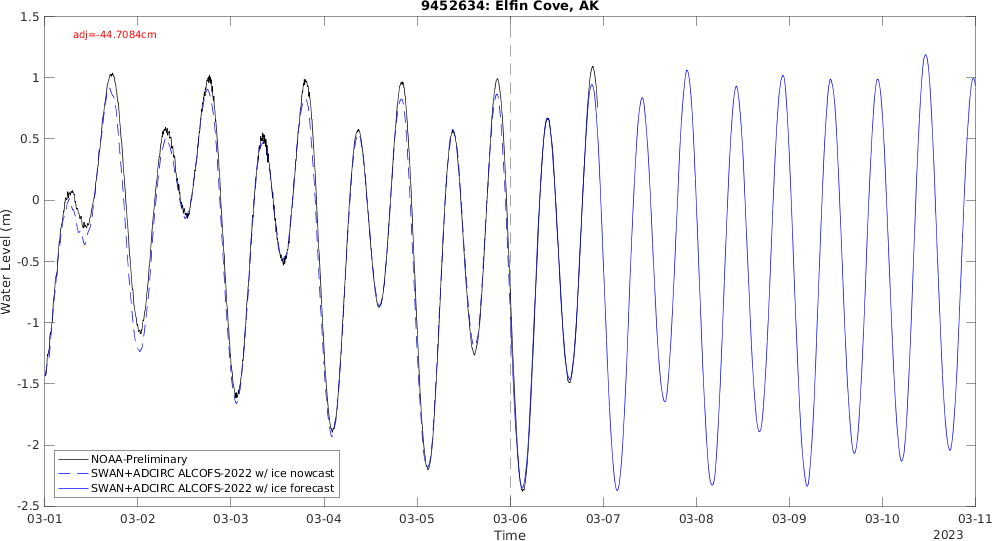 9452634: Elfin Cove, AK
adj=-44.7084cm
1.5
1
0.5
0
-0.5
-1
-1.5
-2
-2.5
Water Level (m)
NOAA-Preliminary
SWAN+ADCIRC ALCOFS-2022 w/ ice nowcast
SWAN+ADCIRC ALCOFS-2022 w/ ice forecast
03-01 03-02 03-03 03-04 03-05 03-06 03-07 03-08 03-09 03-10 03-11
Time
2023